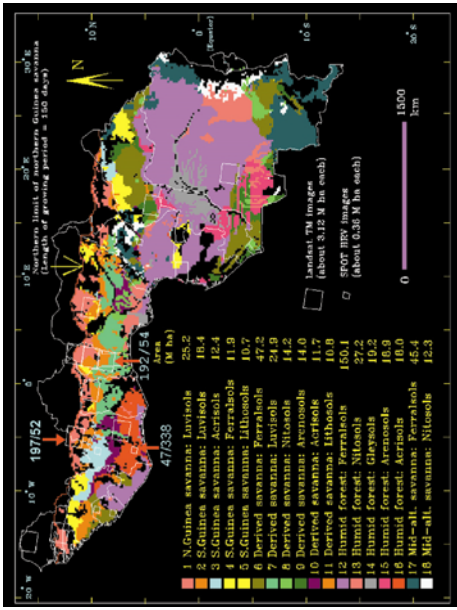 20°W
10°W
0
10°E
20°E
30°E
10°N
0
[Equator]
10°S
20°S
Northern limit of northern Guinea savanna
(Length of growing period = 150 days)
N
197/52
192/54
47/338
Area
(M ha)
1 N.Guinea savanna: Luvisols 25.2
2 S.Guinea savanna: Luvisols 18.4
3 S.Guinea savanna: Acrisols 12.4
4 S.Guinea savanna: Ferralsols 11.9
5 S.Guinea savanna: Lithosols 10.7
6 Derived savanna: Ferralsols 47.2
7 Derived savanna: Luvisols 24.9
8 Derived savanna: Nitosols 14.2
9 Derived savanna: Arenosols 14.0
10 Derived savanna: Acrisols 11.7
11 Derived savanna: Lithosols 10.8
12 Humid forest: Ferralsols 150.1
13 Humid forest: Nitosols 27.2
14 Humid forest: Gleysols 19.2
15 Humid forest: Arenosols 18.9
16 Humid forest: Acrisols 18.0
17 Mid-alt. savanna: Ferralsols 45.4
18 Mid-alt. savanna: Nitosols 12.3
Landsat TM images
(about 3.12 M ha each)
SPOT HRV images
(about 0.36 M ha each)
0 1500
km